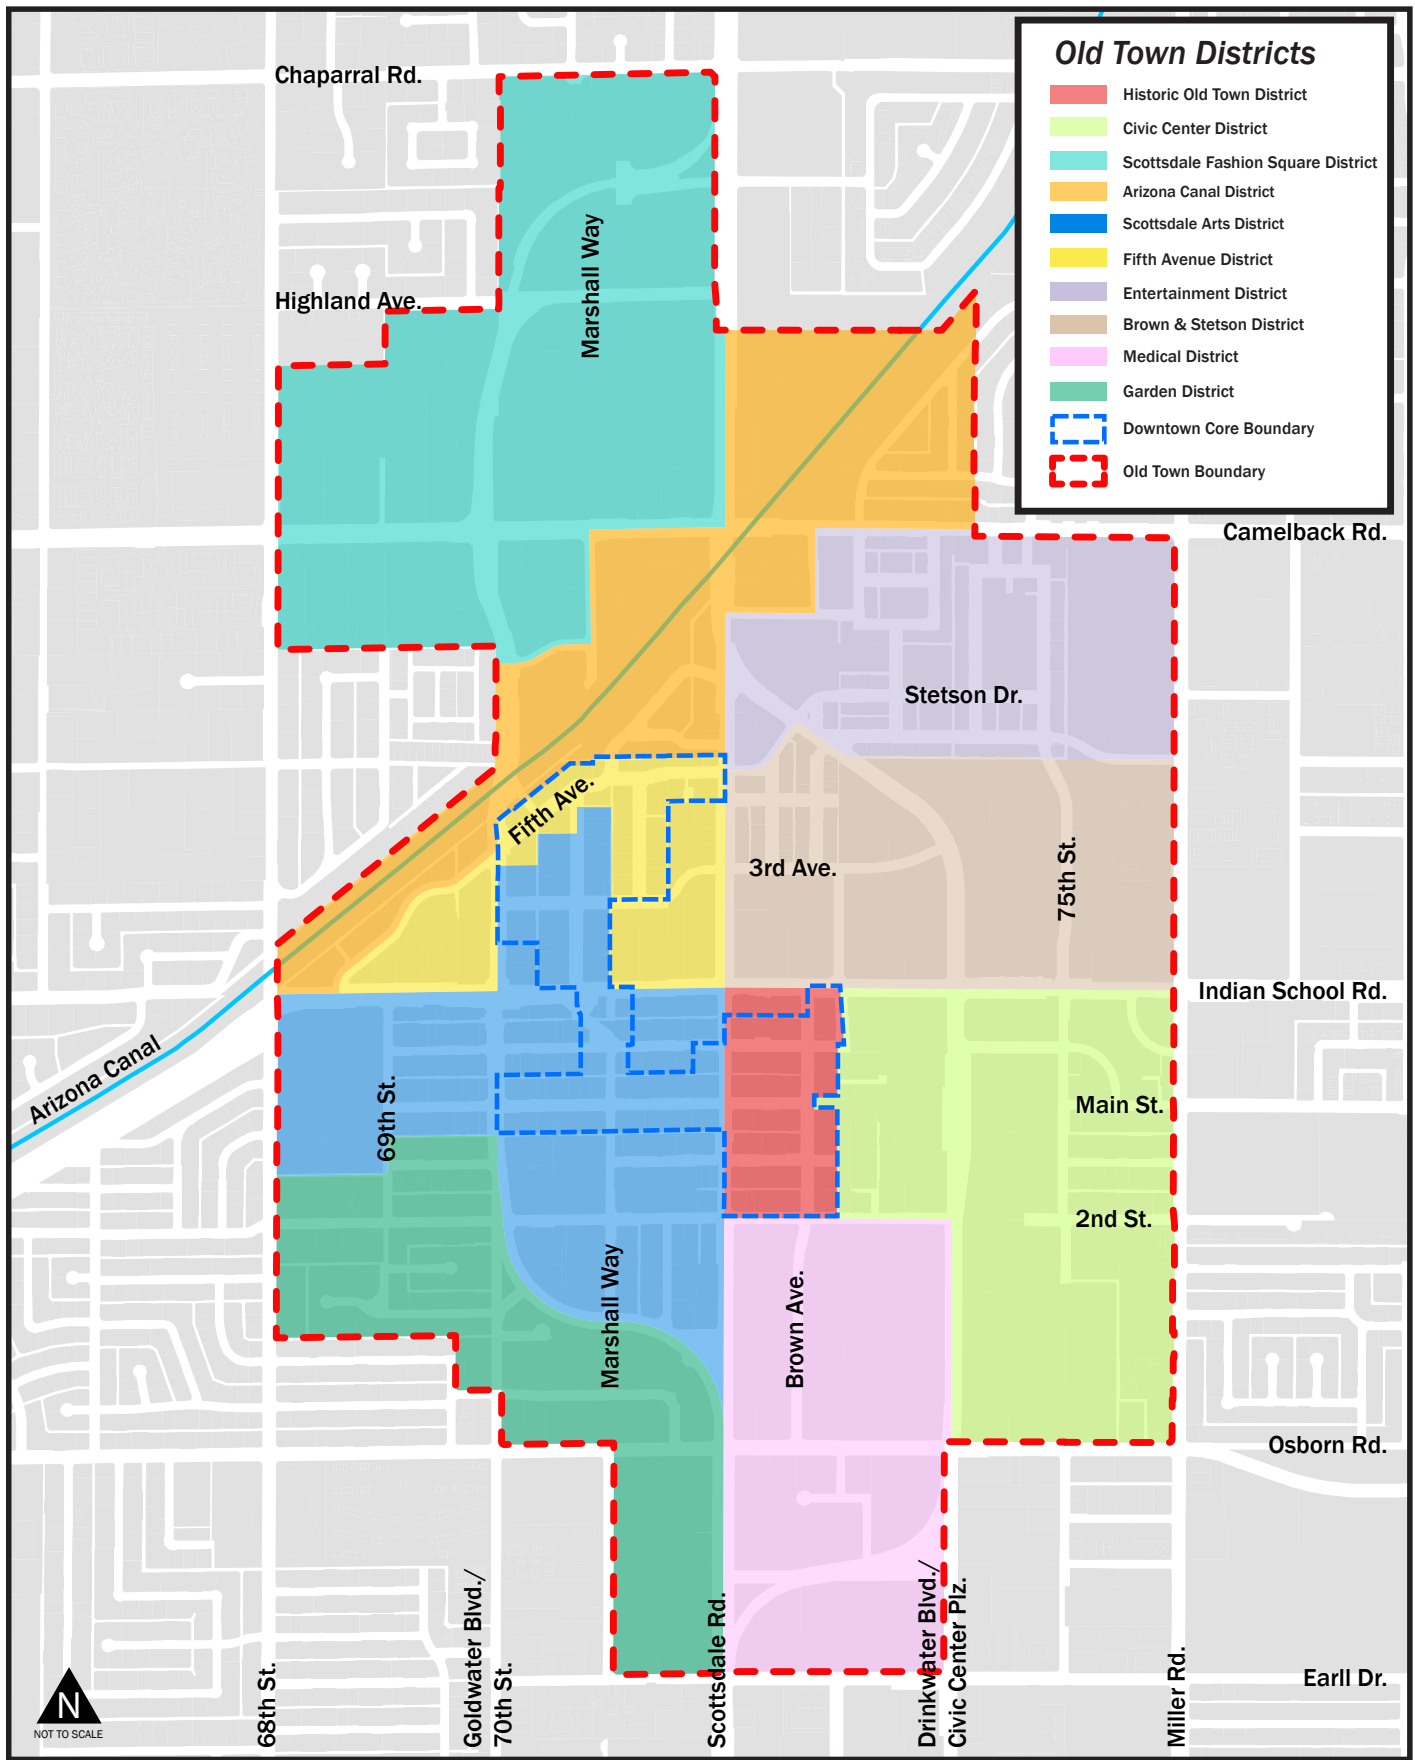 Old Town Districts
Historic Old Town District
Civic Center District
Scottsdale Fashion Square District
Arizona Canal District
Scottsdale Arts District
Fifth Avenue District
Entertainment District
Brown & Stetson District
Medical District
Garden District
Downtown Core Boundary
Old Town Boundary
Chaparral Rd.
Marshall Way
Highland Ave.
Camelback Rd.
Stetson Dr.
Fifth Ave.
3rd Ave.
75th St.
Indian School Rd.
Arizona Canal
69th St.
Main St.
2nd St.
Marshall Way
Brown Ave.
Osborn Rd.
68th St.
Goldwater Blvd./
70th St.
Scottsdale Rd.
Drinkwater Blvd./
Civic Center Plz.
Miller Rd.
Earll Dr.
N
NOT TO SCALE